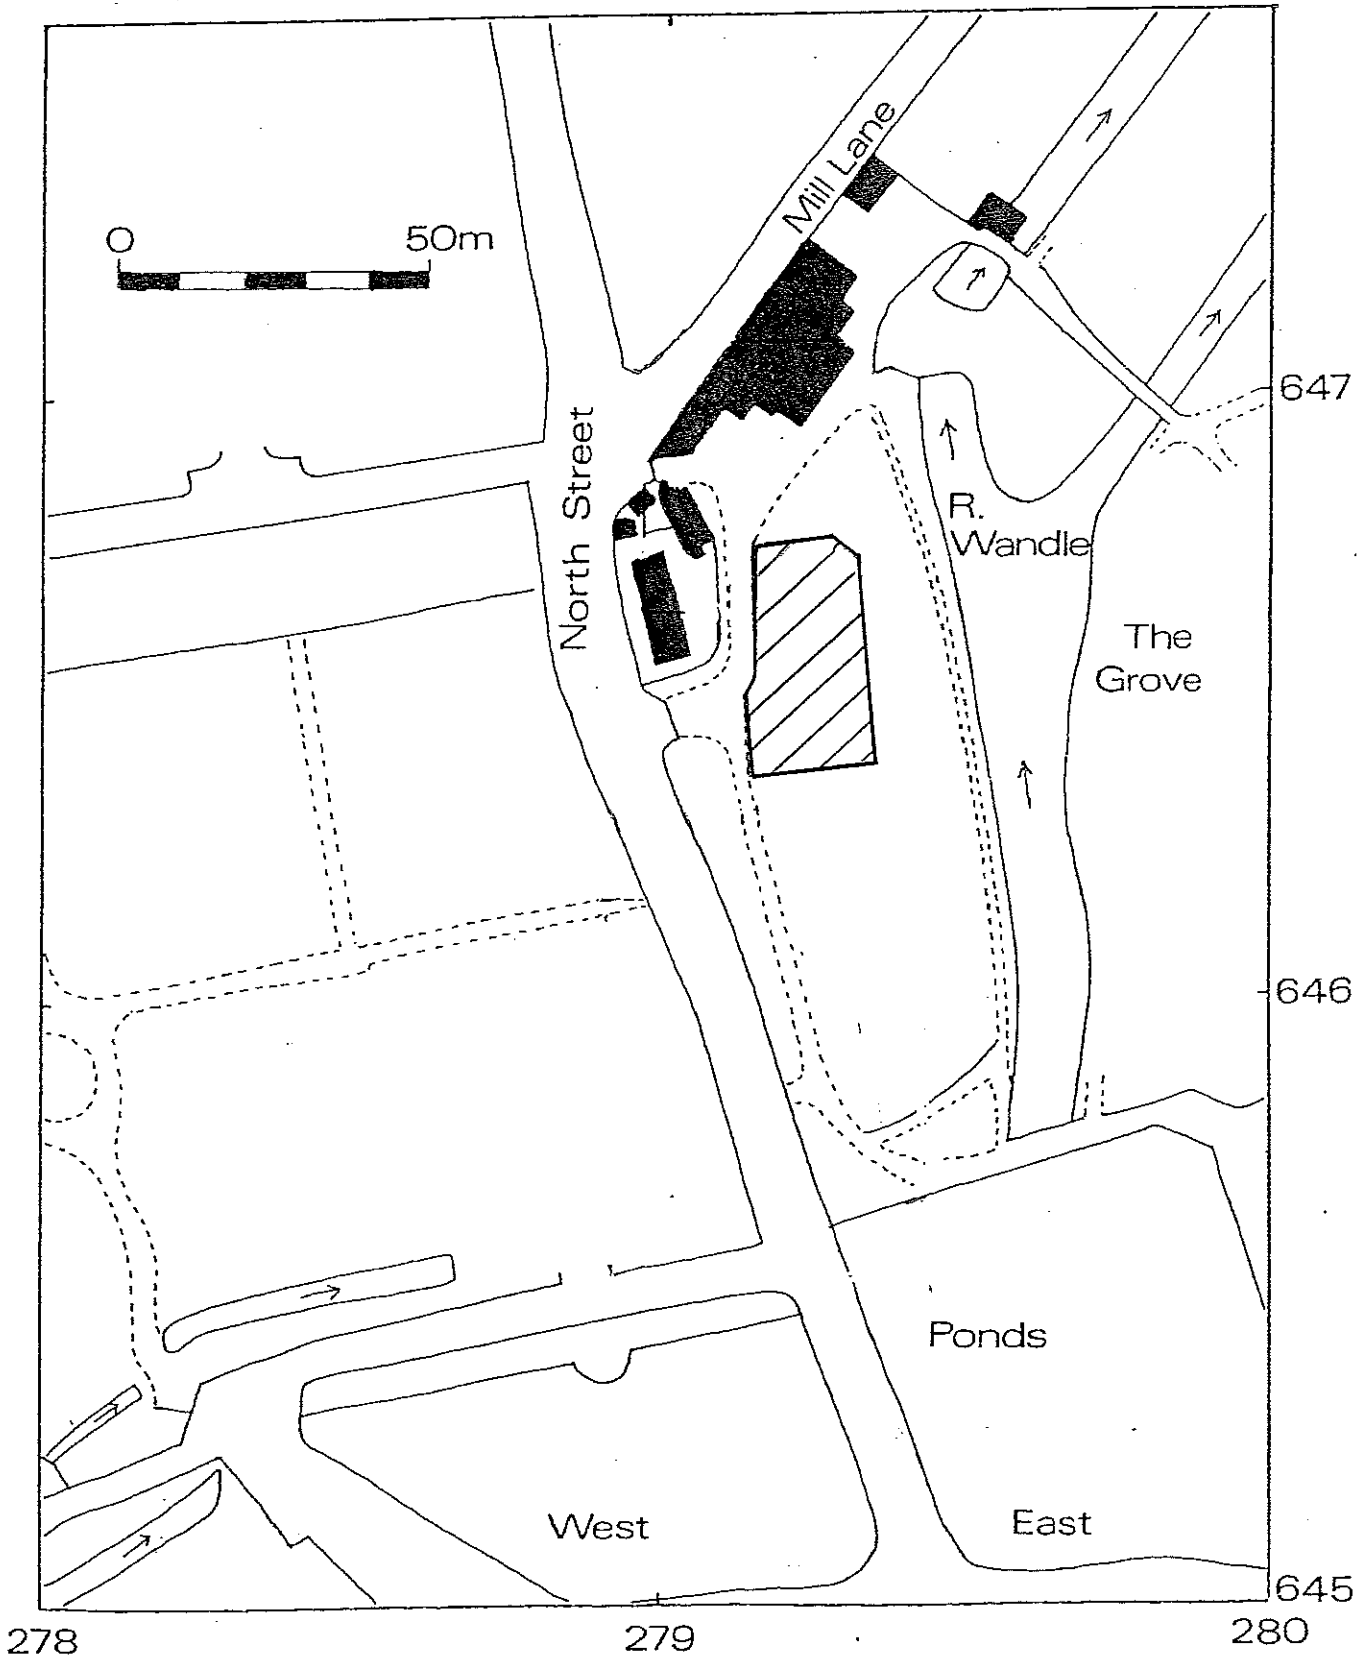 Mill Lane
0
50m
647
North Street
R.
Wandle
The
Grove
646
Ponds
West
East
645
278
279
280